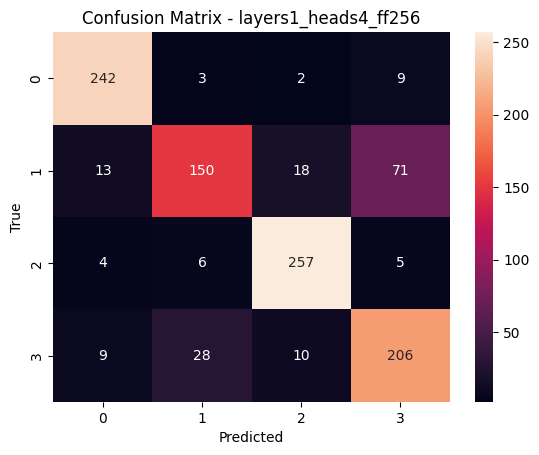 Confusion Matrix - layers1_heads4_ff256
250
0 242 3 2 9
200
1 13 150 18 71
150
True
100
2 4 6 257 5
50
3 9 28 10 206
0 1 2 3
Predicted